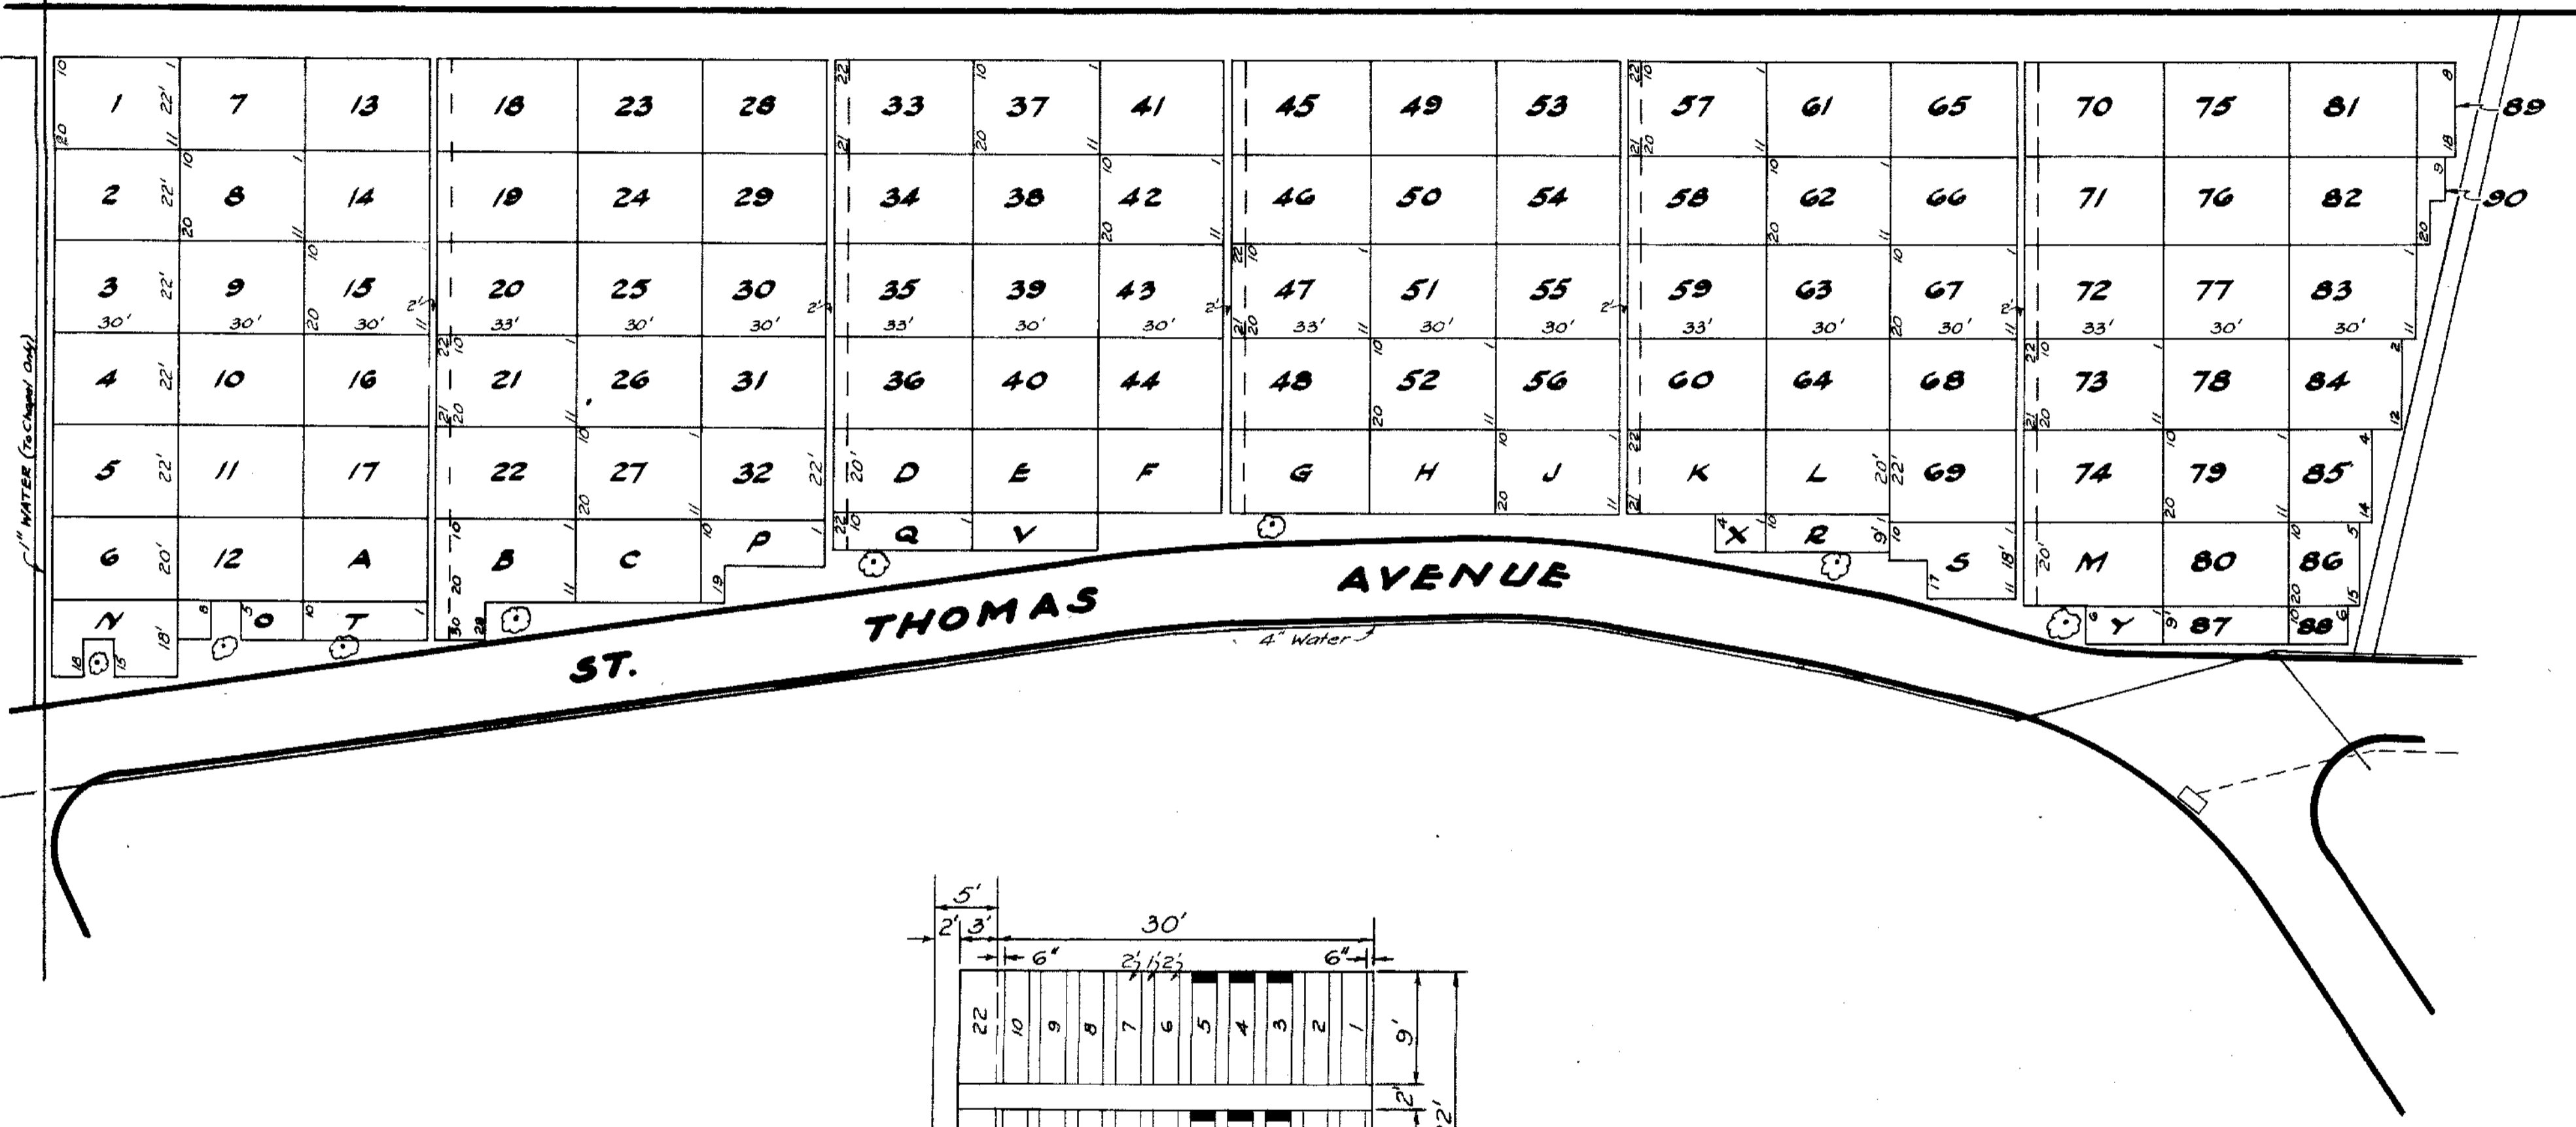 1 7 13 18 23 28 33 37 41 45 49 53 57 61 65 70 75 81 89
2 8 14 19 24 29 34 38 42 46 50 54 58 62 66 71 76 82 90
3 9 15 20 25 30 35 39 43 47 51 55 59 63 67 72 77 83
30' 30' 30' 33' 30' 30' 33' 30' 30' 33' 30' 30' 33' 30' 30' 33' 30' 30'
4 10 16 21 26 31 36 40 44 48 52 56 60 64 68 73 78 84
5 11 17 22 27 32 D E F G H J K L 69 74 79 85
6 12 A B C P Q V X R S M 80 86
N O T Y 87 88
1" WATER (To Chapel Only)
ST. THOMAS AVENUE
4" Water
5'
2' 3' 30'
6" 2' 1' 2' 6"
22 10 9 8 7 6 5 4 3 2 1
9'
2'